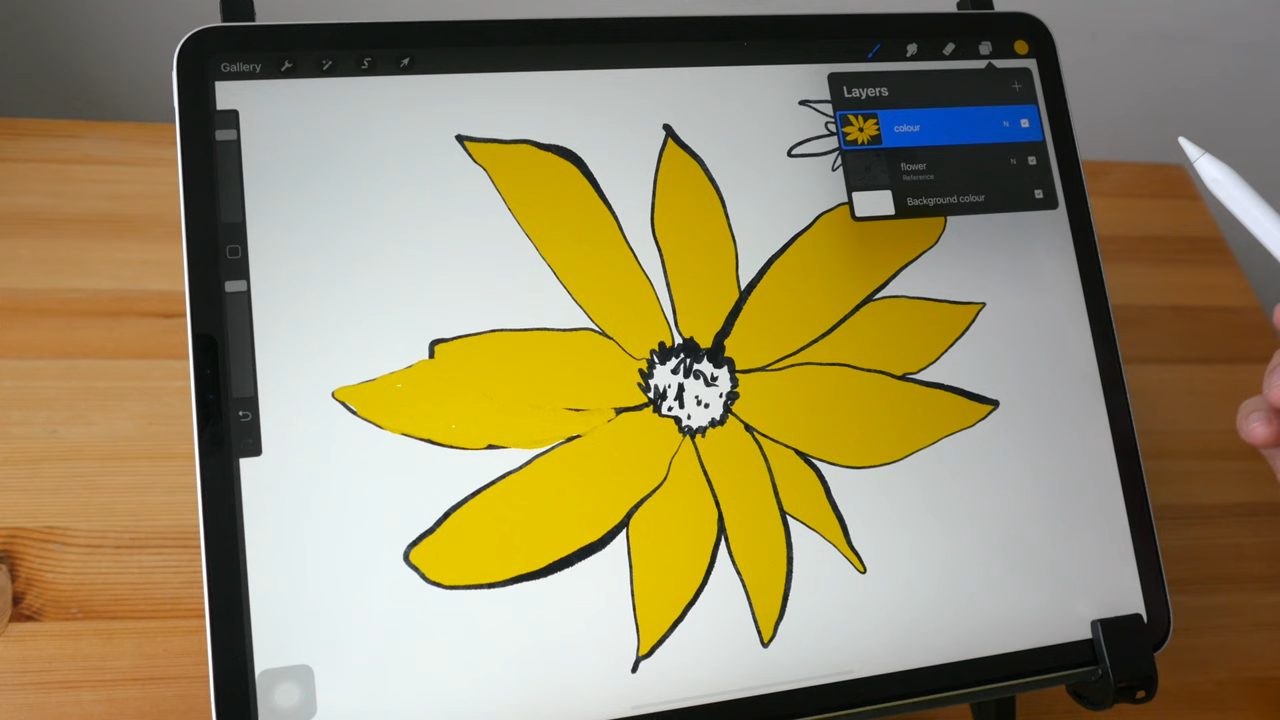 Gallery
Layers
colour N
flower N
Reference
Background colour